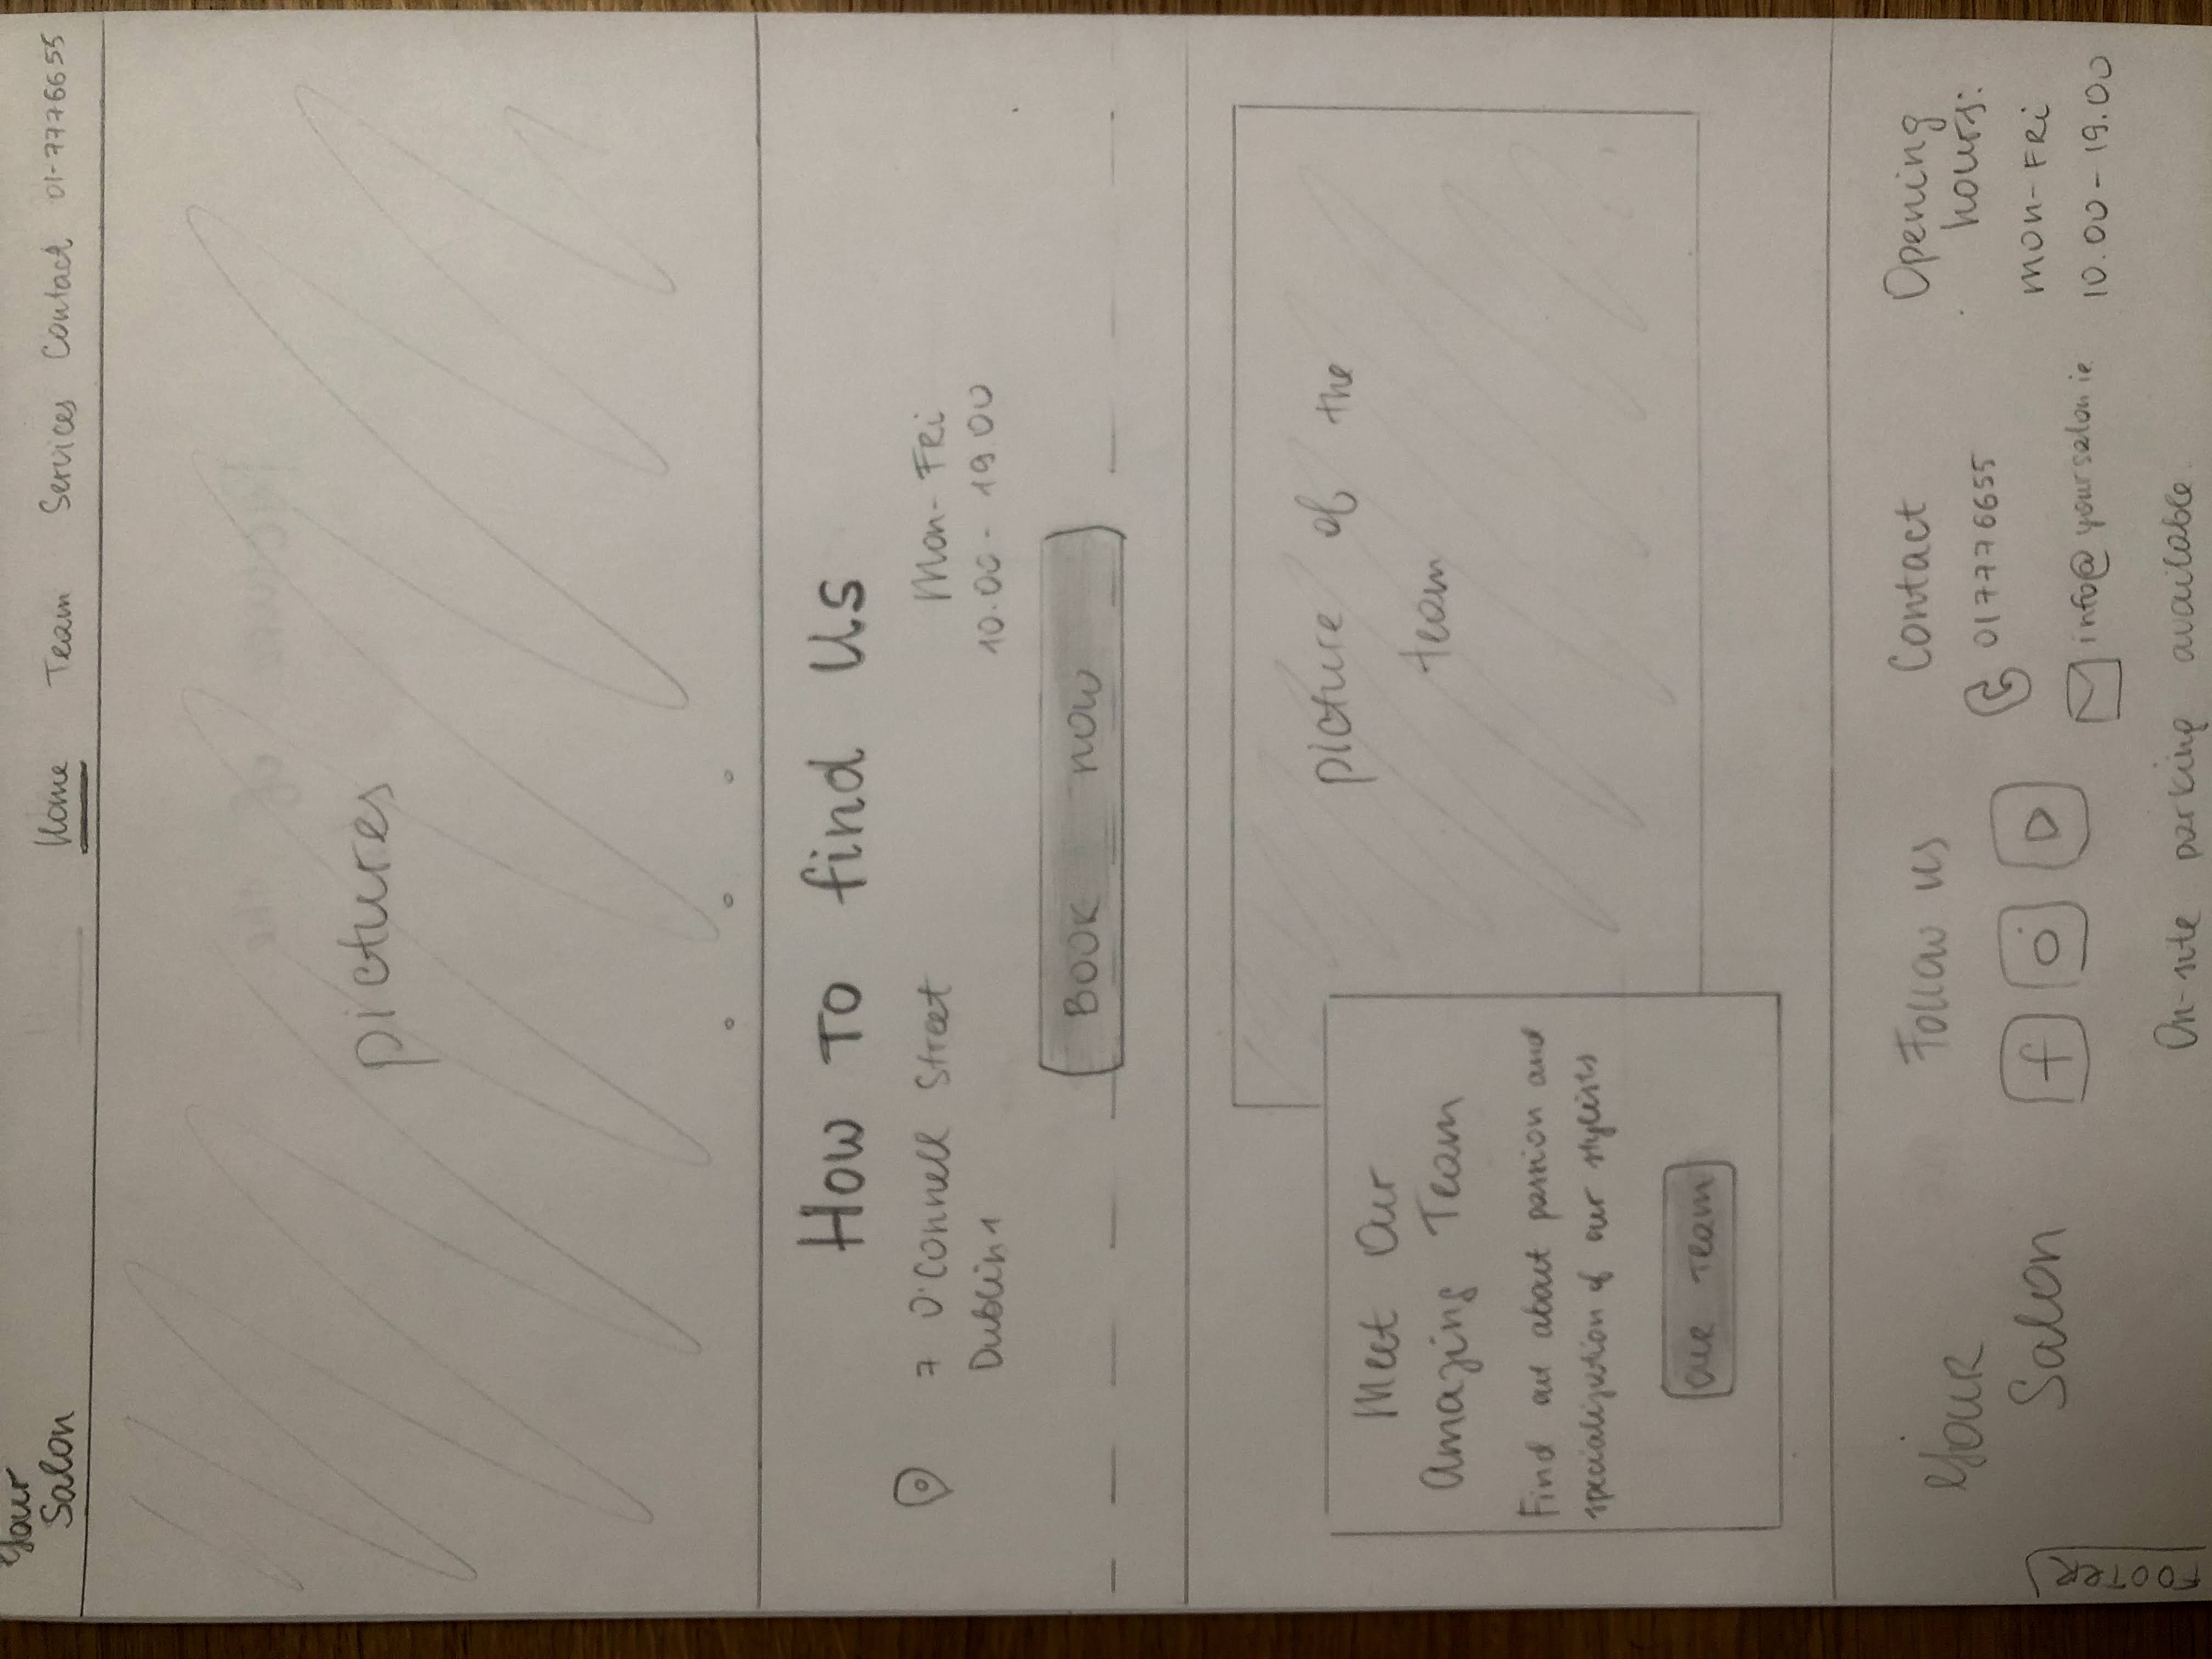 Your
Salon
Home Team Services Contact 01-7776655
pictures
How To find Us
7 O'Connell Street
Dublin 1
Mon-FRi
10.00 - 19.00
BOOK NOW
picture of the
team
Meet Our
Amazing Team
Find out about passion and
specialization of our stylists
OUR TEAM
Your
Salon
Follow us
f
Contact
017776655
info@yoursalon.ie
Opening
hours:
Mon-FRi
10.00 - 19.00
On-site parking available
FOOTER